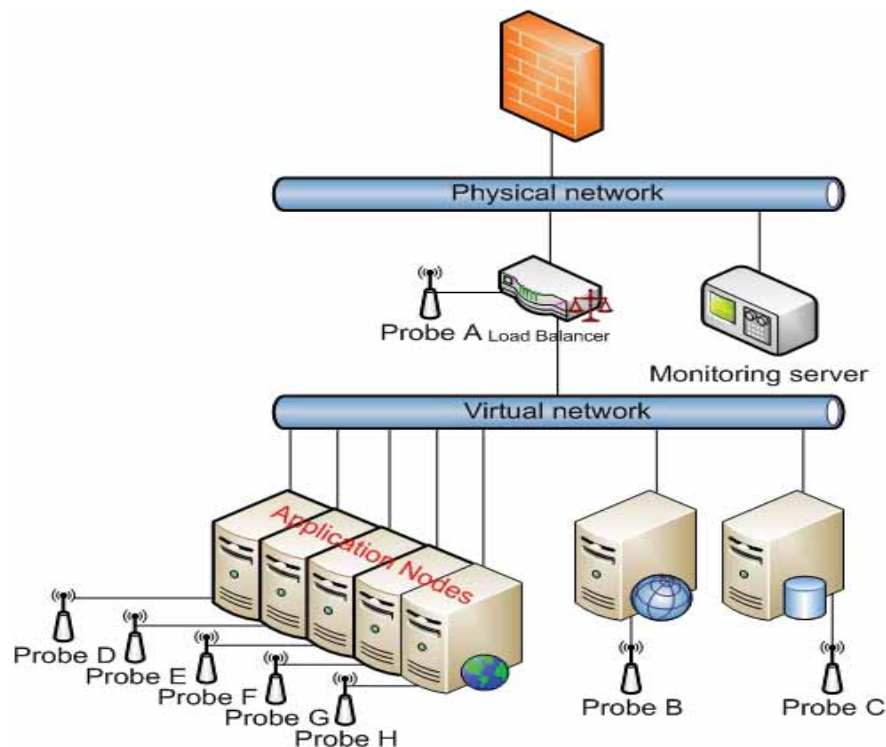 Physical network
Probe A
Load Balancer
Monitoring server
Virtual network
Application Nodes
Probe D
Probe E
Probe F
Probe G
Probe H
Probe B
Probe C